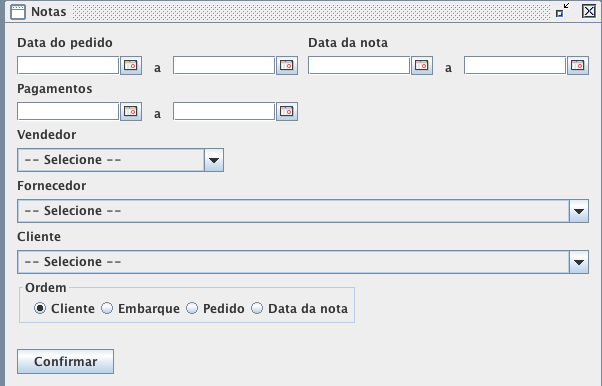 Notas
Data do pedido Data da nota
a a
Pagamentos
a
Vendedor
-- Selecione --
Fornecedor
-- Selecione --
Cliente
-- Selecione --
Ordem
Cliente Embarque Pedido Data da nota
Confirmar